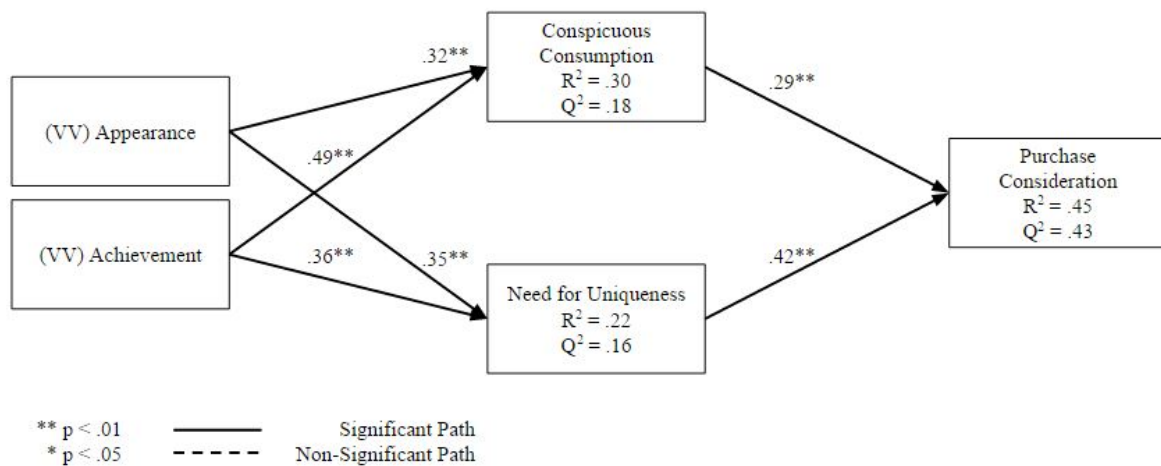 Conspicuous
Consumption
R² = .30
Q² = .18
.32**
.29**
(VV) Appearance
.49**
Purchase
Consideration
R² = .45
Q² = .43
(VV) Achievement
.36**
.35**
.42**
Need for Uniqueness
R² = .22
Q² = .16
** p < .01
Significant Path
* p < .05
Non-Significant Path